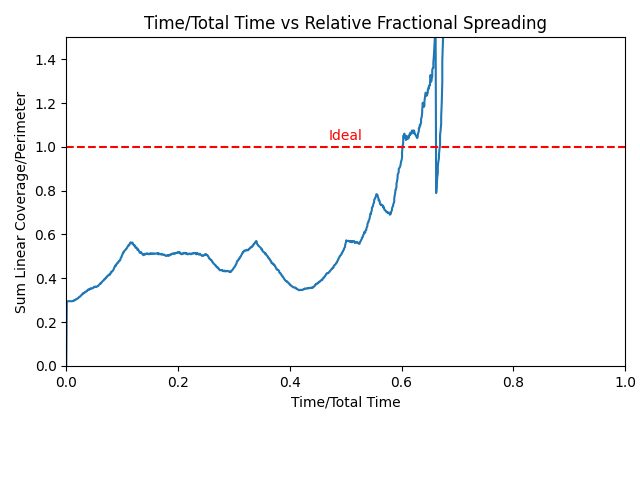 Time/Total Time vs Relative Fractional Spreading
Sum Linear Coverage/Perimeter
1.4
1.2
1.0
0.8
0.6
0.4
0.2
0.0
Ideal
0.0 0.2 0.4 0.6 0.8 1.0
Time/Total Time